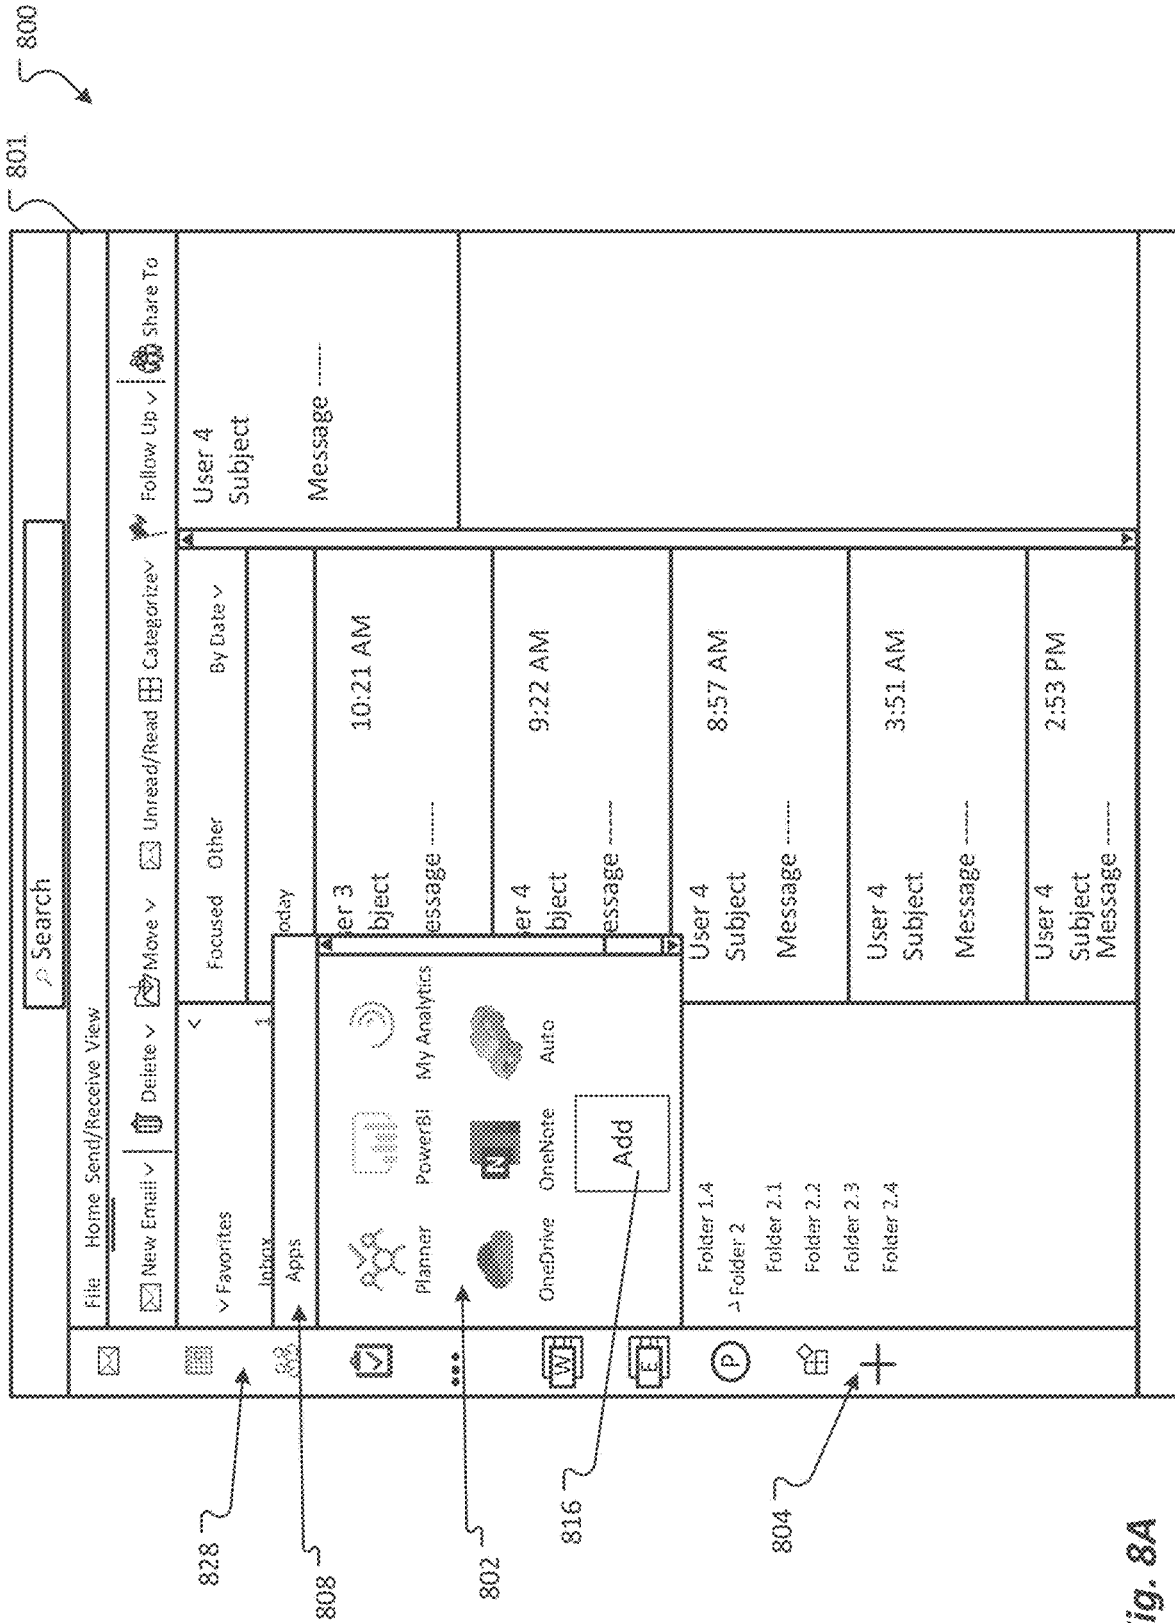 800
801
Search
File Home Send/Receive View
New Email Delete Move Unread/Read Categorize Follow Up Share To
Favorites
Inbox 1
Focused Other By Date
oday
User 4
Subject
Message ------
828
808
Apps
Planner PowerBI My Analytics
802
OneDrive OneNote Auto
N
816
Add
er 3 10:21 AM
bject
essage ------
er 4 9:22 AM
bject
essage ------
User 4 8:57 AM
Subject
Message ------
User 4 3:51 AM
Subject
Message ------
User 4 2:53 PM
Subject
Message ------
W
E
P
804
Folder 1.4
Folder 2
Folder 2.1
Folder 2.2
Folder 2.3
Folder 2.4
ig. 8A